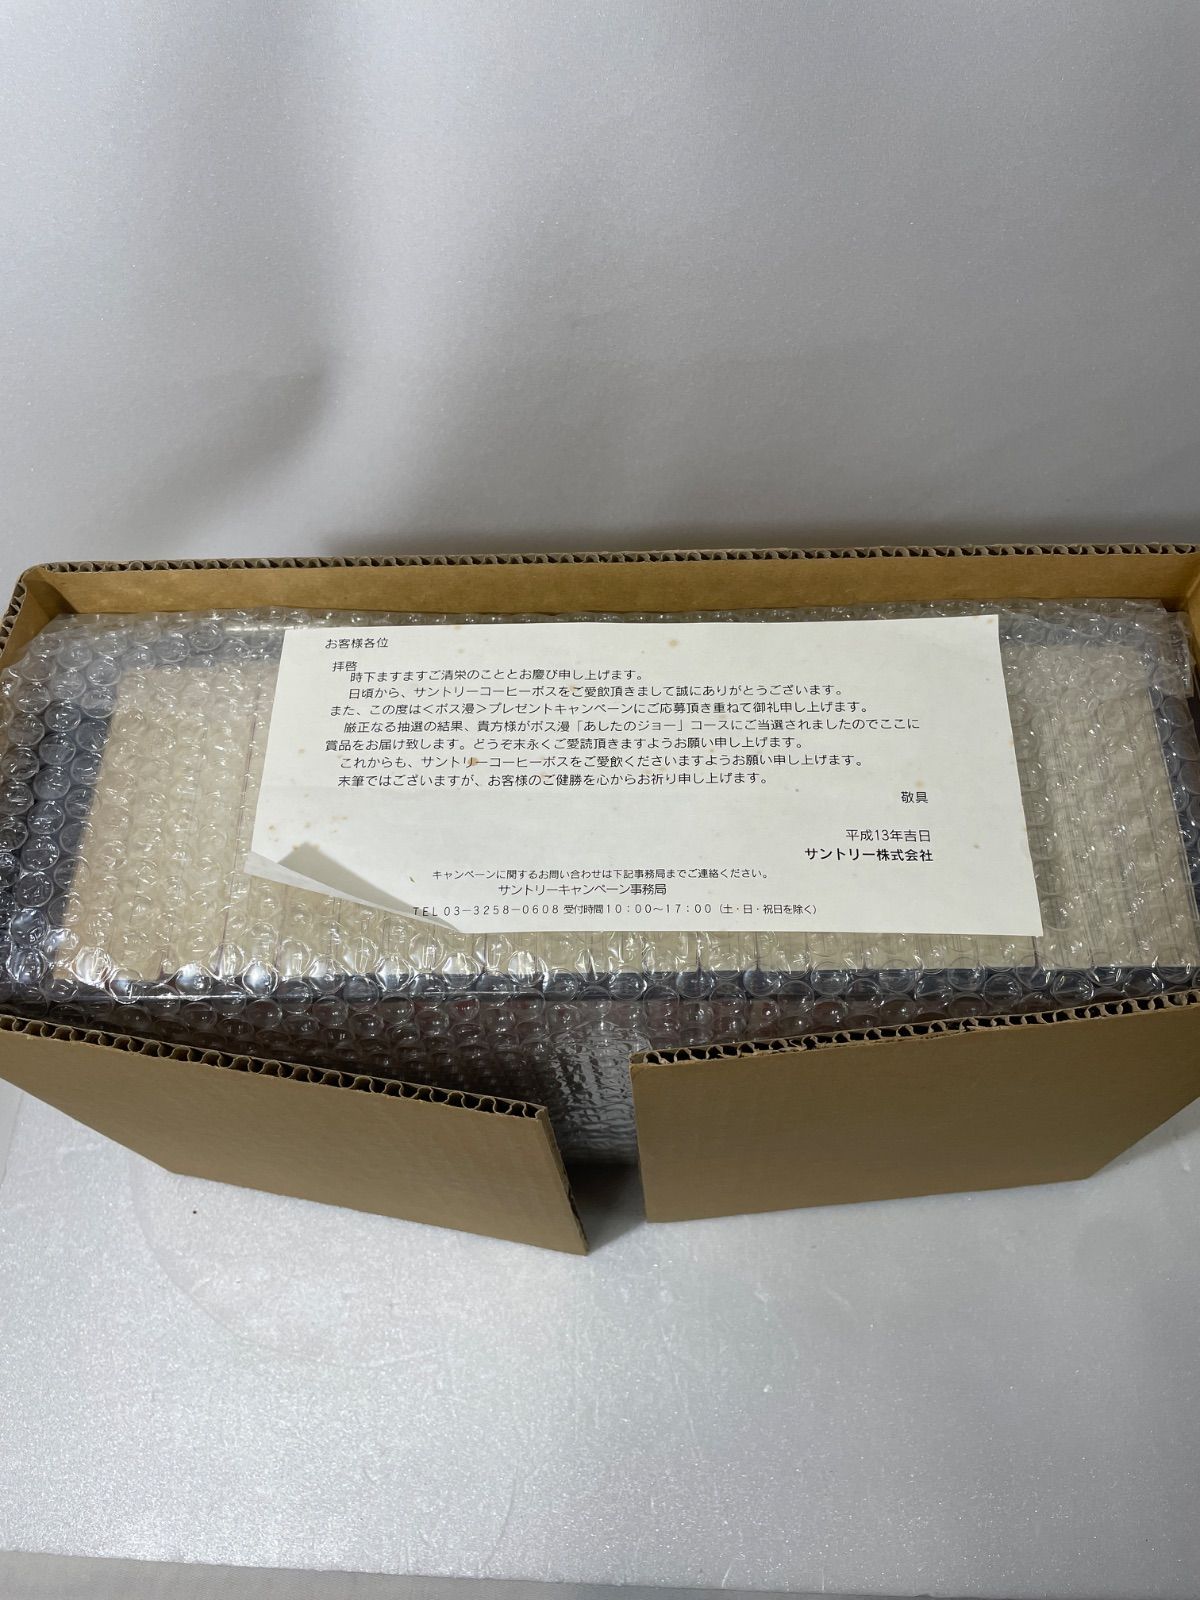 お客様各位
拝啓
時下ますますご清栄のこととお慶び申し上げます。
日頃から、サントリーコーヒーボスをご愛飲頂きまして誠にありがとうございます。
また、この度は＜ボス漫＞プレゼントキャンペーンにご応募頂き重ねて御礼申し上げます。
厳正なる抽選の結果、貴方様がボス漫「あしたのジョー」コースにご当選されましたのでここに
賞品をお届け致します。どうぞ末永くご愛読頂きますようお願い申し上げます。
これからも、サントリーコーヒーボスをご愛飲くださいますようお願い申し上げます。
末筆ではございますが、お客様のご健勝を心からお祈り申し上げます。
敬具
平成13年吉日
サントリー株式会社
キャンペーンに関するお問い合わせは下記事務局までご連絡ください。
サントリーキャンペーン事務局
TEL 03－3258－0608 受付時間10：00～17：00（土・日・祝日を除く）